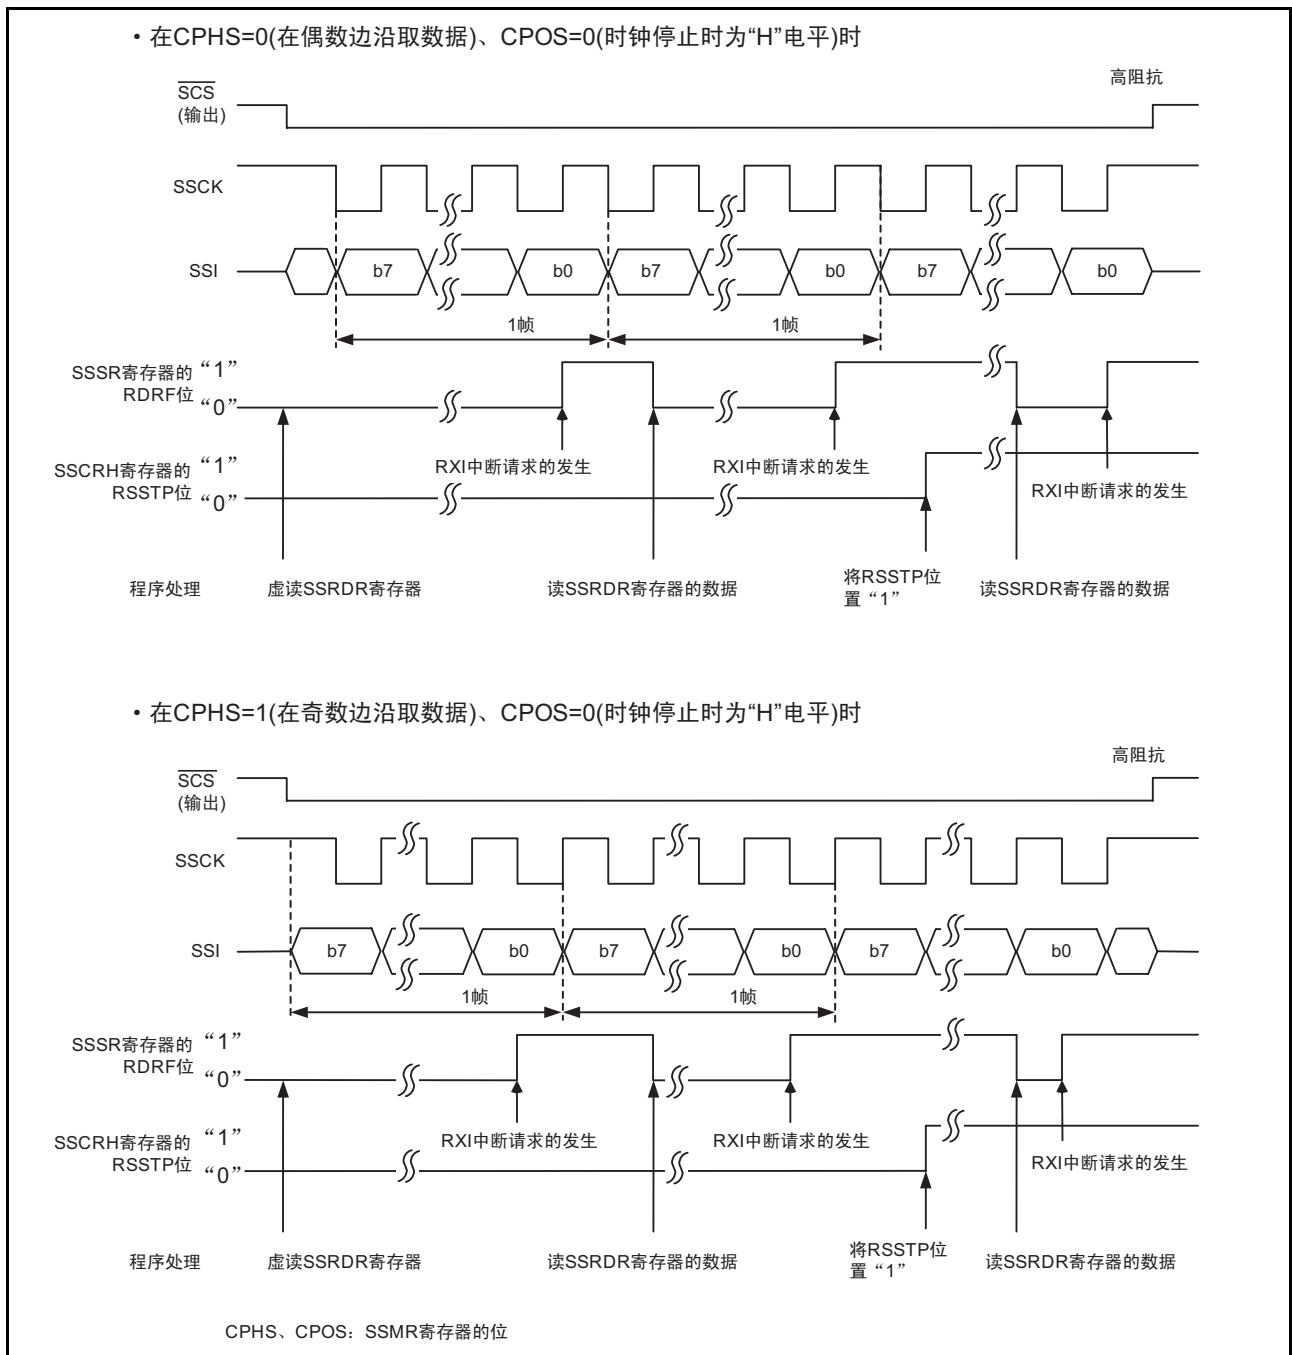 • 在CPHS=0(在偶数边沿取数据)、CPOS=0(时钟停止时为“H”电平)时
高阻抗
SCS
(输出)
SSCK
SSI
b7
b0
b7
b0
b7
b0
1帧
1帧
SSSR寄存器的 “1”
RDRF位 “0”
RXI中断请求的发生
RXI中断请求的发生
RXI中断请求的发生
SSCRH寄存器的 “1”
RSSTP位 “0”
程序处理
虚读SSRDR寄存器
读SSRDR寄存器的数据
将RSSTP位
置“1”
读SSRDR寄存器的数据
• 在CPHS=1(在奇数边沿取数据)、CPOS=0(时钟停止时为“H”电平)时
高阻抗
SCS
(输出)
SSCK
SSI
b7
b0
b7
b0
b7
b0
1帧
1帧
SSSR寄存器的 “1”
RDRF位 “0”
RXI中断请求的发生
RXI中断请求的发生
RXI中断请求的发生
SSCRH寄存器的 “1”
RSSTP位 “0”
程序处理
虚读SSRDR寄存器
读SSRDR寄存器的数据
将RSSTP位
置“1”
读SSRDR寄存器的数据
CPHS、CPOS：SSMR寄存器的位